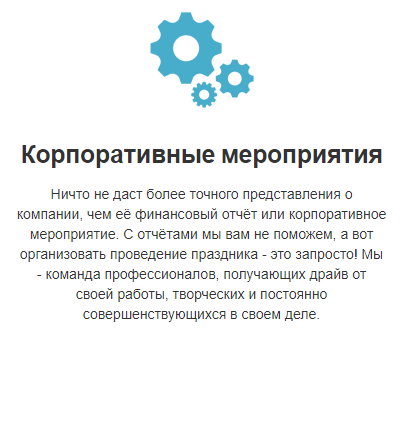 Корпоративные мероприятия
Ничто не даст более точного представления о
компании, чем её финансовый отчёт или корпоративное
мероприятие. С отчётами мы вам не поможем, а вот
организовать проведение праздника - это запросто! Мы
- команда профессионалов, получающих драйв от
своей работы, творческих и постоянно
совершенствующихся в своем деле.